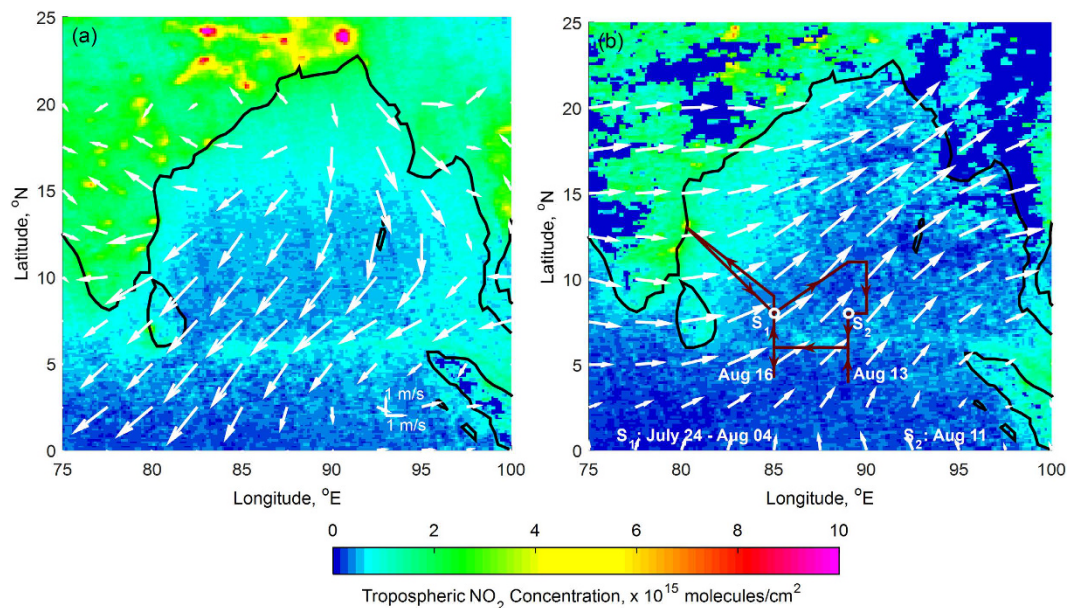 (a)
25
20
15
10
5
0
75 80 85 90 95 100
Latitude, °N
Longitude, °E
1 m/s
1 m/s
(b)
25
20
15
10
5
0
75 80 85 90 95 100
Latitude, °N
Longitude, °E
S1
S2
Aug 16
Aug 13
S1: July 24 - Aug 04
S2: Aug 11
0 2 4 6 8 10
Tropospheric NO2 Concentration, x 10^15 molecules/cm^2